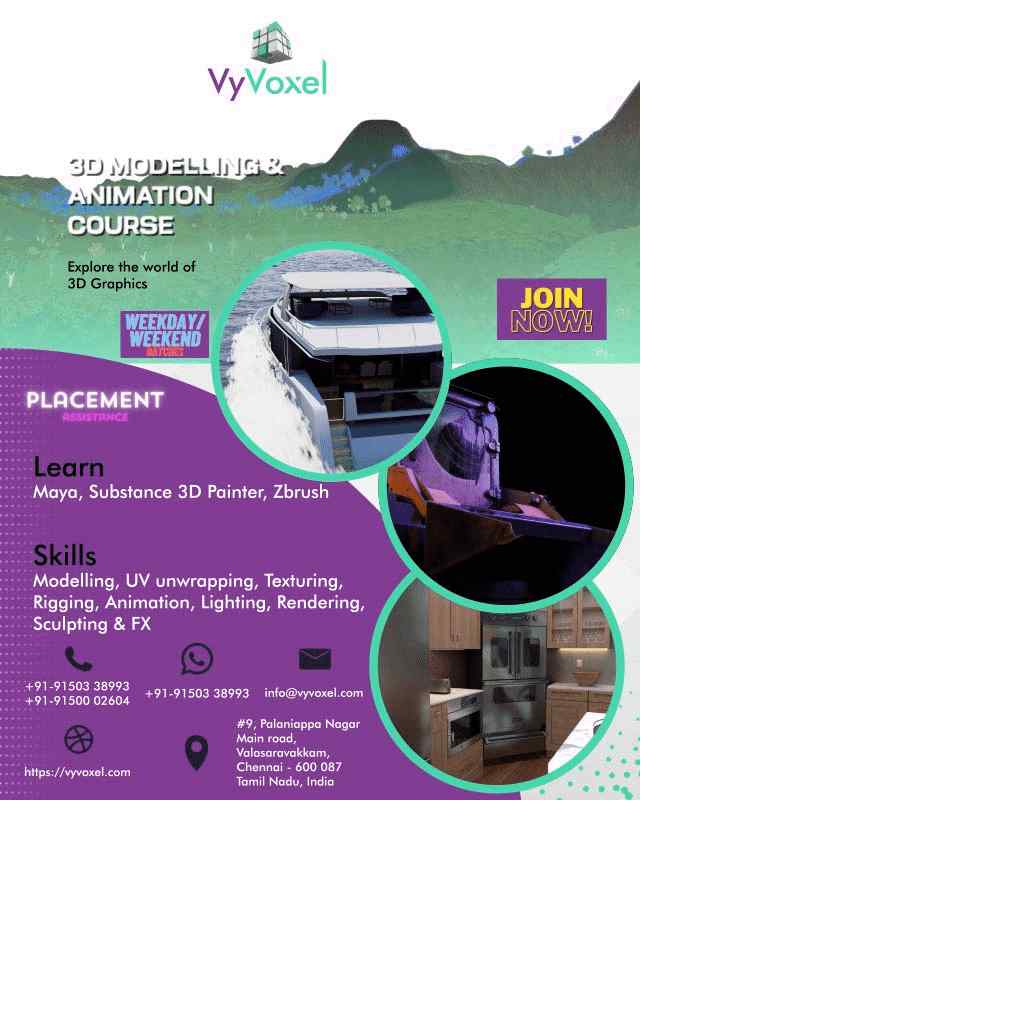 VyVoxel
3D MODELLING &
ANIMATION
COURSE
Explore the world of
3D Graphics
WEEKDAY/
WEEKEND
BATCHES
JOIN
NOW!
PLACEMENT
ASSISTANCE
Learn
Maya, Substance 3D Painter, Zbrush
Skills
Modelling, UV unwrapping, Texturing,
Rigging, Animation, Lighting, Rendering,
Sculpting & FX
+91-91503 38993
+91-91500 02604
+91-91503 38993
info@vyvoxel.com
https://vyvoxel.com
#9, Palaniappa Nagar
Main road,
Valasaravakkam,
Chennai - 600 087
Tamil Nadu, India